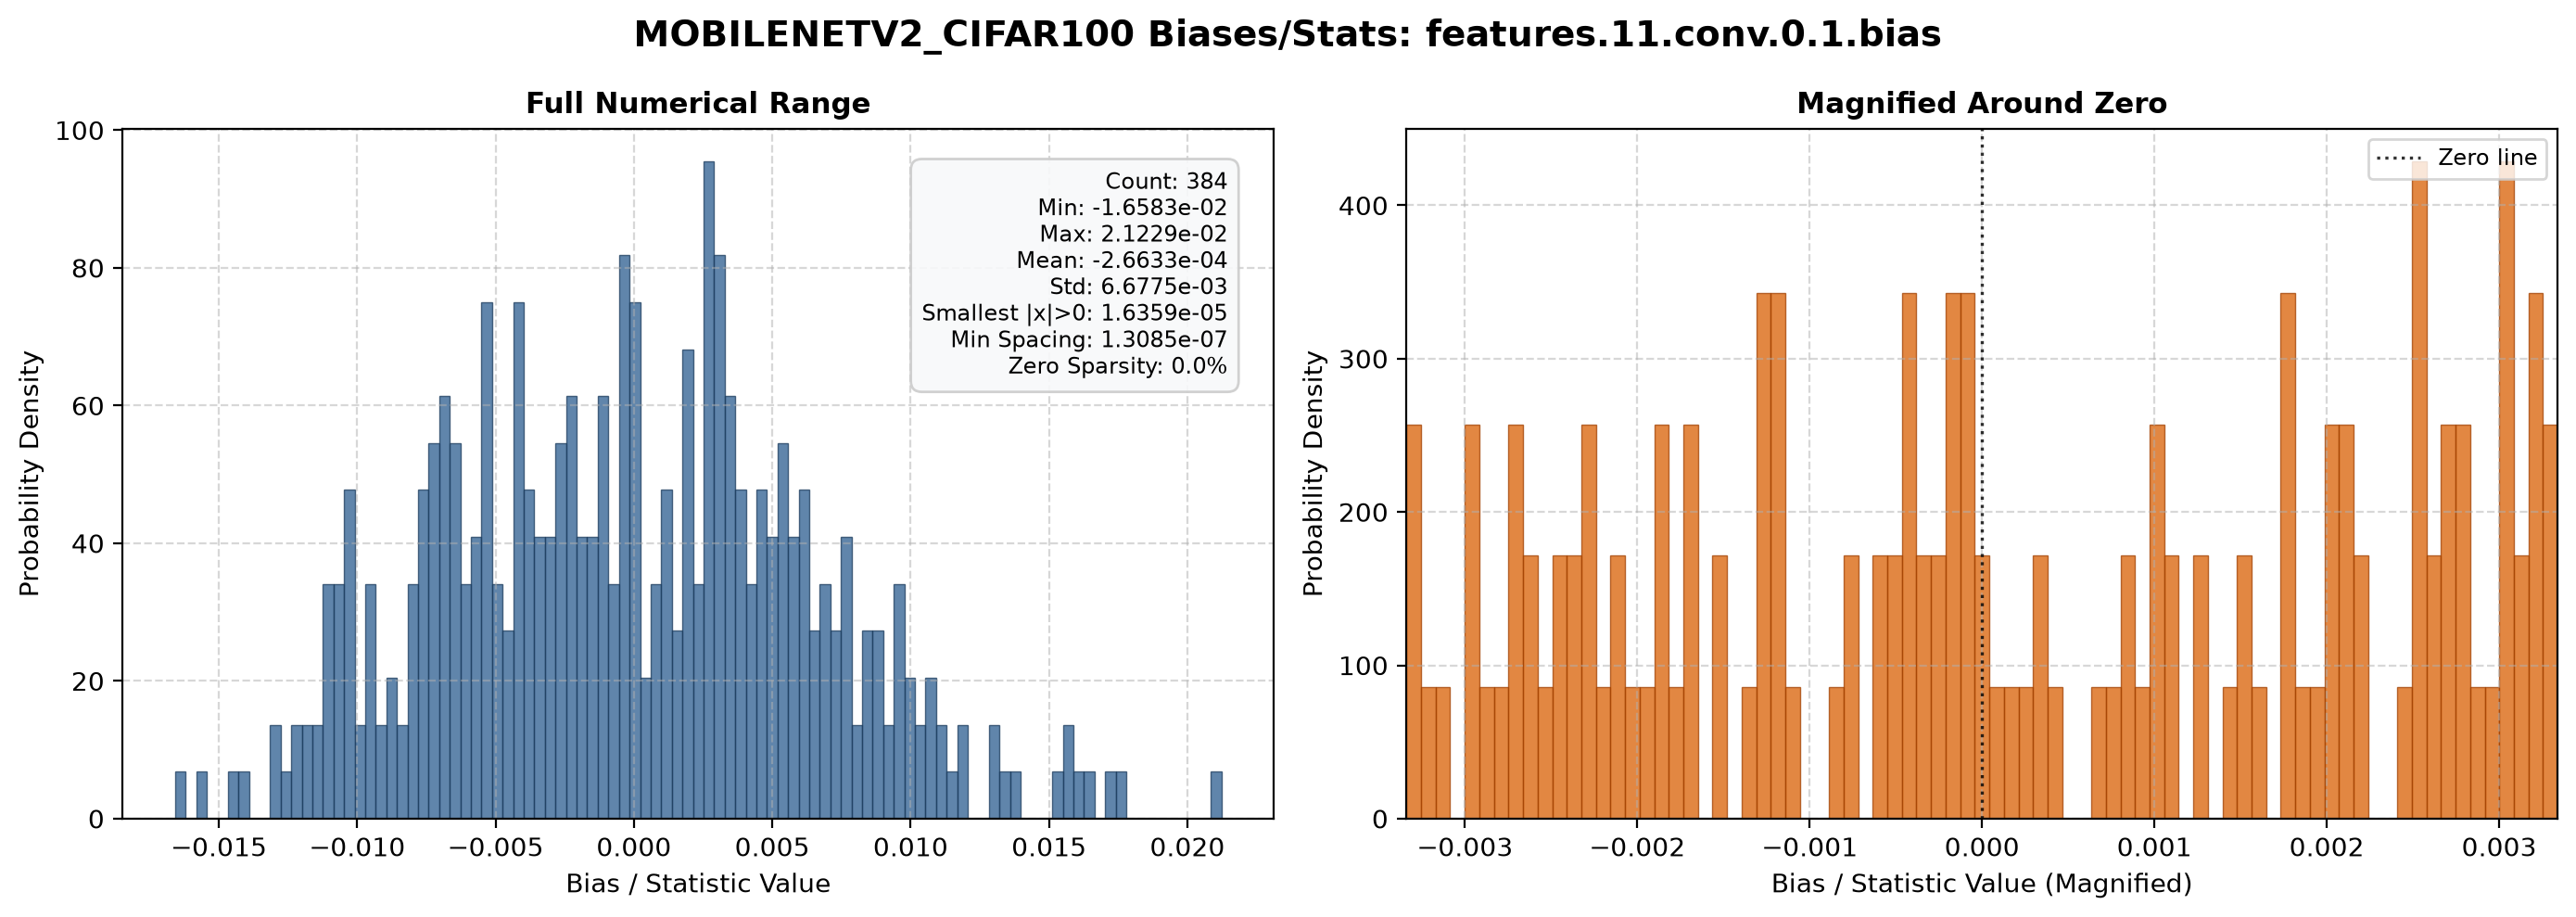 MOBILENETV2_CIFAR100 Biases/Stats: features.11.conv.0.1.bias
Full Numerical Range
Probability Density
100
80
60
40
20
0
Count: 384
Min: -1.6583e-02
Max: 2.1229e-02
Mean: -2.6633e-04
Std: 6.6775e-03
Smallest |x|>0: 1.6359e-05
Min Spacing: 1.3085e-07
Zero Sparsity: 0.0%
−0.015 −0.010 −0.005 0.000 0.005 0.010 0.015 0.020
Bias / Statistic Value
Magnified Around Zero
Probability Density
400
300
200
100
0
Zero line
−0.003 −0.002 −0.001 0.000 0.001 0.002 0.003
Bias / Statistic Value (Magnified)